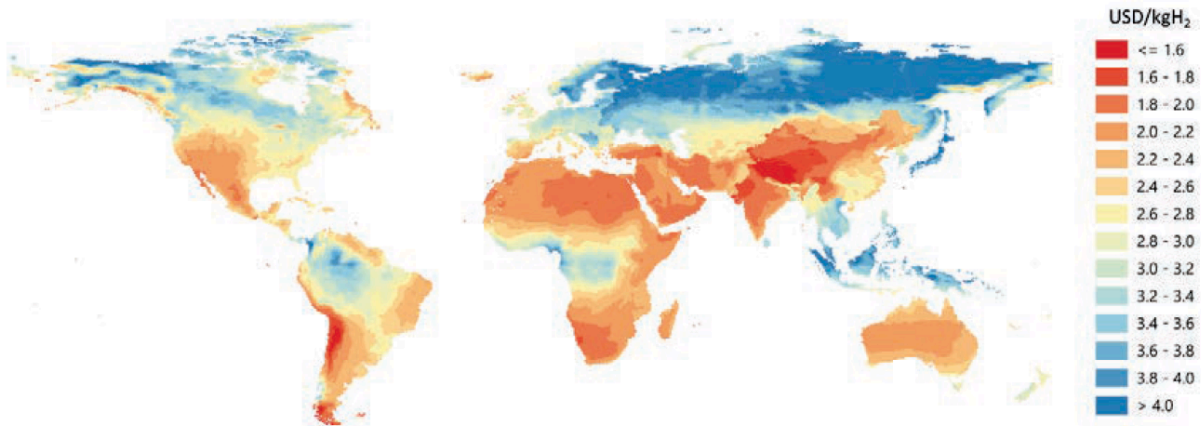 USD/kgH₂
<= 1.6
1.6 - 1.8
1.8 - 2.0
2.0 - 2.2
2.2 - 2.4
2.4 - 2.6
2.6 - 2.8
2.8 - 3.0
3.0 - 3.2
3.2 - 3.4
3.4 - 3.6
3.6 - 3.8
3.8 - 4.0
> 4.0